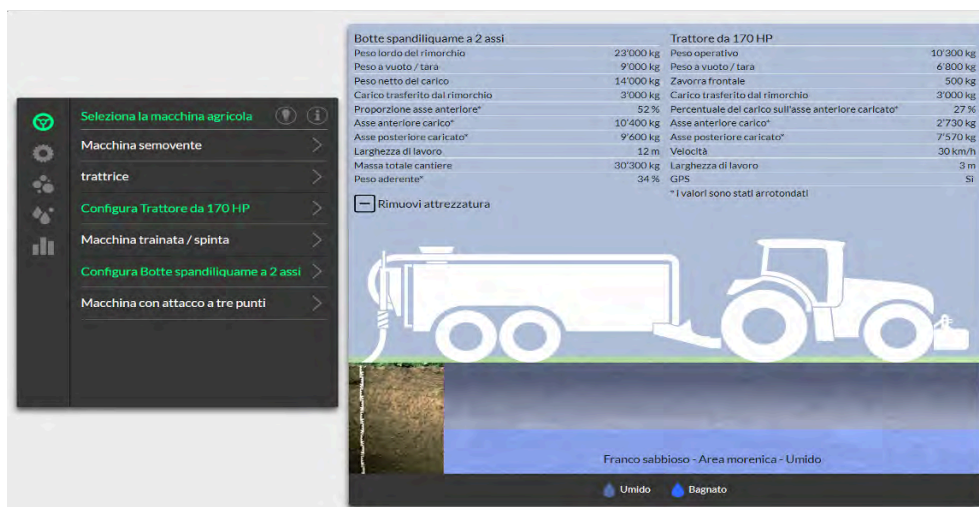 Seleziona la macchina agricola
Macchina semovente
trattrice
Configura Trattore da 170 HP
Macchina trainata / spinta
Configura Botte spandiliquame a 2 assi
Macchina con attacco a tre punti
Botte spandiliquame a 2 assi
Peso lordo del rimorchio 23'000 kg
Peso a vuoto / tara 9'000 kg
Peso netto del carico 14'000 kg
Carico trasferito dal rimorchio 3'000 kg
Proporzione asse anteriore* 52 %
Asse anteriore carico* 10'400 kg
Asse posteriore caricato* 9'600 kg
Larghezza di lavoro 12 m
Massa totale cantiere 30'300 kg
Peso aderente* 34 %
Rimuovi attrezzatura
Trattore da 170 HP
Peso operativo 10'300 kg
Peso a vuoto / tara 6'800 kg
Zavorra frontale 500 kg
Carico trasferito dal rimorchio 3'000 kg
Percentuale del carico sull'asse anteriore caricato* 27 %
Asse anteriore carico* 2'730 kg
Asse posteriore caricato* 7'570 kg
Velocità 30 km/h
Larghezza di lavoro 3 m
GPS Sì
* I valori sono stati arrotondati
Franco sabbioso - Area morenica - Umido
Umido Bagnato